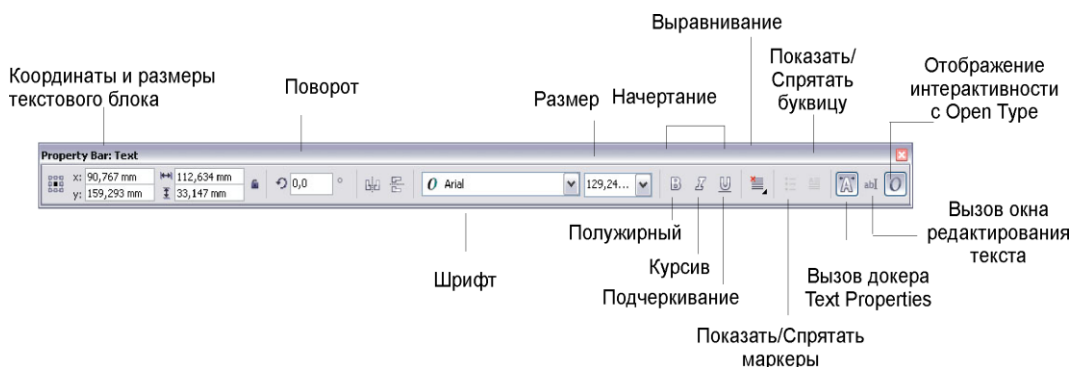 Выравнивание
Координаты и размеры
текстового блока
Поворот
Размер
Начертание
Показать/
Спрятать
буквицу
Отображение
интерактивности
с Open Type
Property Bar: Text
x: 90,767 mm
y: 159,293 mm
112,634 mm
33,147 mm
0,0 °
O Arial
129,24...
B I U
A abI O
Шрифт
Полужирный
Курсив
Подчеркивание
Показать/Спрятать
маркеры
Вызов докера
Text Properties
Вызов окна
редактирования
текста